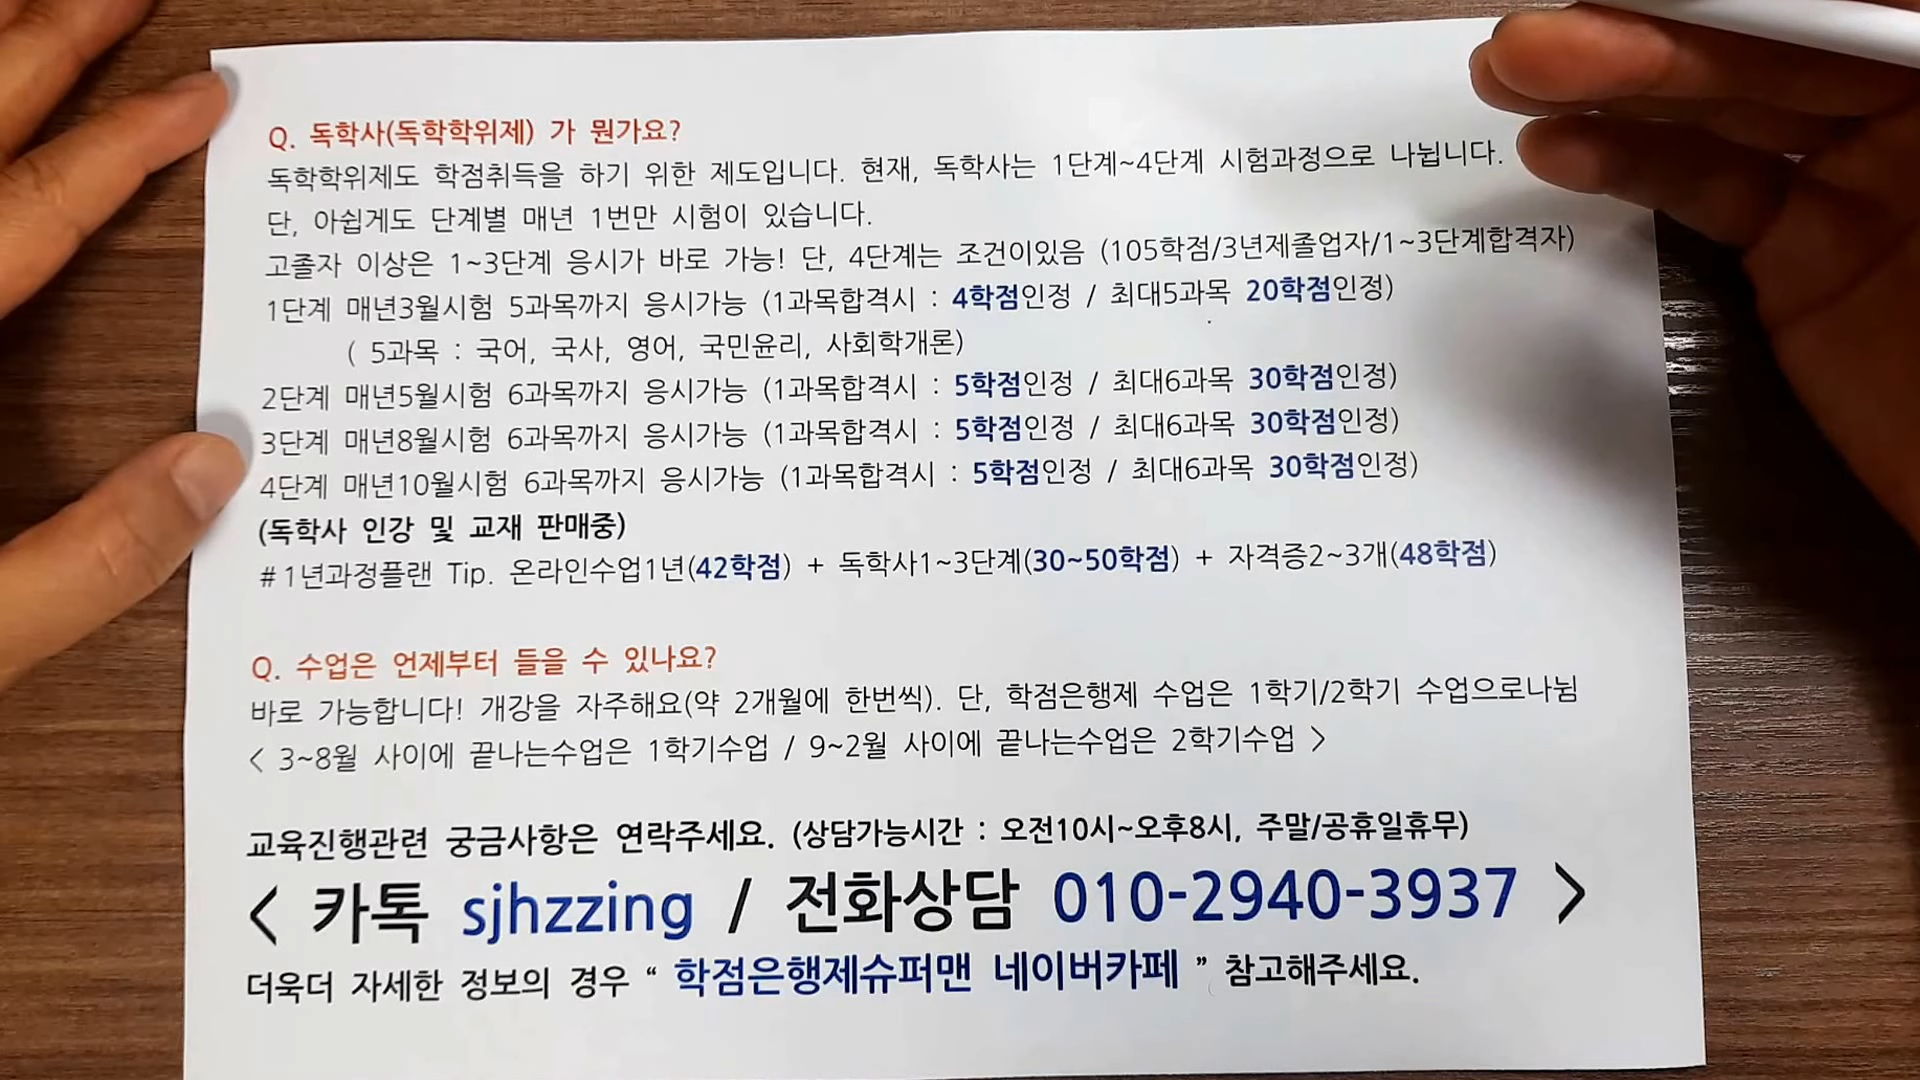 Q. 독학사(독학학위제) 가 뭔가요?
독학학위제도 학점취득을 하기 위한 제도입니다. 현재, 독학사는 1단계~4단계 시험과정으로 나뉩니다.
단, 아쉽게도 단계별 매년 1번만 시험이 있습니다.
고졸자 이상은 1~3단계 응시가 바로 가능! 단, 4단계는 조건이있음 (105학점/3년제졸업자/1~3단계합격자)
1단계 매년3월시험 5과목까지 응시가능 (1과목합격시 : 4학점인정 / 최대5과목 20학점인정)
( 5과목 : 국어, 국사, 영어, 국민윤리, 사회학개론)
2단계 매년5월시험 6과목까지 응시가능 (1과목합격시 : 5학점인정 / 최대6과목 30학점인정)
3단계 매년8월시험 6과목까지 응시가능 (1과목합격시 : 5학점인정 / 최대6과목 30학점인정)
4단계 매년10월시험 6과목까지 응시가능 (1과목합격시 : 5학점인정 / 최대6과목 30학점인정)
(독학사 인강 및 교재 판매중)
#1년과정플랜 Tip. 온라인수업1년(42학점) + 독학사1~3단계(30~50학점) + 자격증2~3개(48학점)
Q. 수업은 언제부터 들을 수 있나요?
바로 가능합니다! 개강을 자주해요(약 2개월에 한번씩). 단, 학점은행제 수업은 1학기/2학기 수업으로나뉨
< 3~8월 사이에 끝나는수업은 1학기수업 / 9~2월 사이에 끝나는수업은 2학기수업 >
교육진행관련 궁금사항은 연락주세요. (상담가능시간 : 오전10시~오후8시, 주말/공휴일휴무)
< 카톡 sjhzzing / 전화상담 010-2940-3937 >
더욱더 자세한 정보의 경우 “ 학점은행제슈퍼맨 네이버카페 ” 참고해주세요.